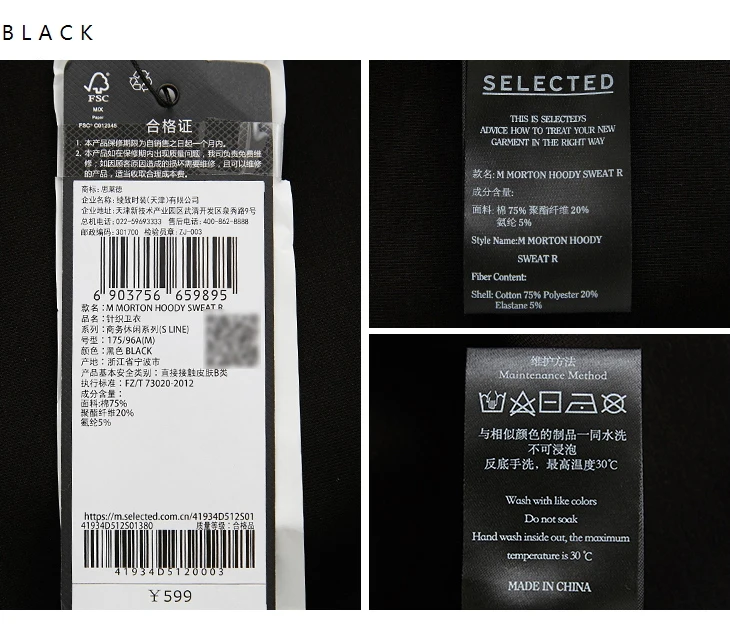 BLACK
FSC
MIX
Paper
FSC® C012046
合格证
1. 本产品保修期限为自销售之日起一个月内。
2. 本产品如在保修期内出现质量问题，我司负责免费维
修；如因顾客原因造成的损坏需要维修，且可以维修
的产品，适当收取合理成本费。
商标: 思莱德
企业名称: 绫致时装(天津)有限公司
企业地址: 天津新技术产业园区武清开发区泉秀路9号
总机电话: 022-59693333 售后电话: 400-862-8888
邮政编码: 301700 检验员章: ZJ-003
6 903756 659895
款名：M MORTON HOODY SWEAT R
品名：针织卫衣
系列：商务休闲系列(S LINE)
号型：175/96A(M)
颜色：黑色 BLACK
产地：浙江省宁波市
产品基本安全类别：直接接触皮肤B类
执行标准：FZ/T 73020-2012
成分含量：
面料:棉75%
聚酯纤维20%
氨纶5%
https://m.selected.com.cn/41934D512S01
41934D512S01380 质量等级：合格品
41934D5120003
￥599
SELECTED
THIS IS SELECTED'S
ADVICE HOW TO TREAT YOUR NEW
GARMENT IN THE RIGHT WAY
款名: M MORTON HOODY SWEAT R
成分含量:
面料: 棉 75% 聚酯纤维 20%
氨纶 5%
Style Name:M MORTON HOODY
SWEAT R
Fiber Content:
Shell: Cotton 75% Polyester 20%
Elastane 5%
维护方法
Maintenance Method
与相似颜色的制品一同水洗
不可浸泡
反底手洗，最高温度30℃
Wash with like colors
Do not soak
Hand wash inside out, the maximum
temperature is 30 ℃
MADE IN CHINA